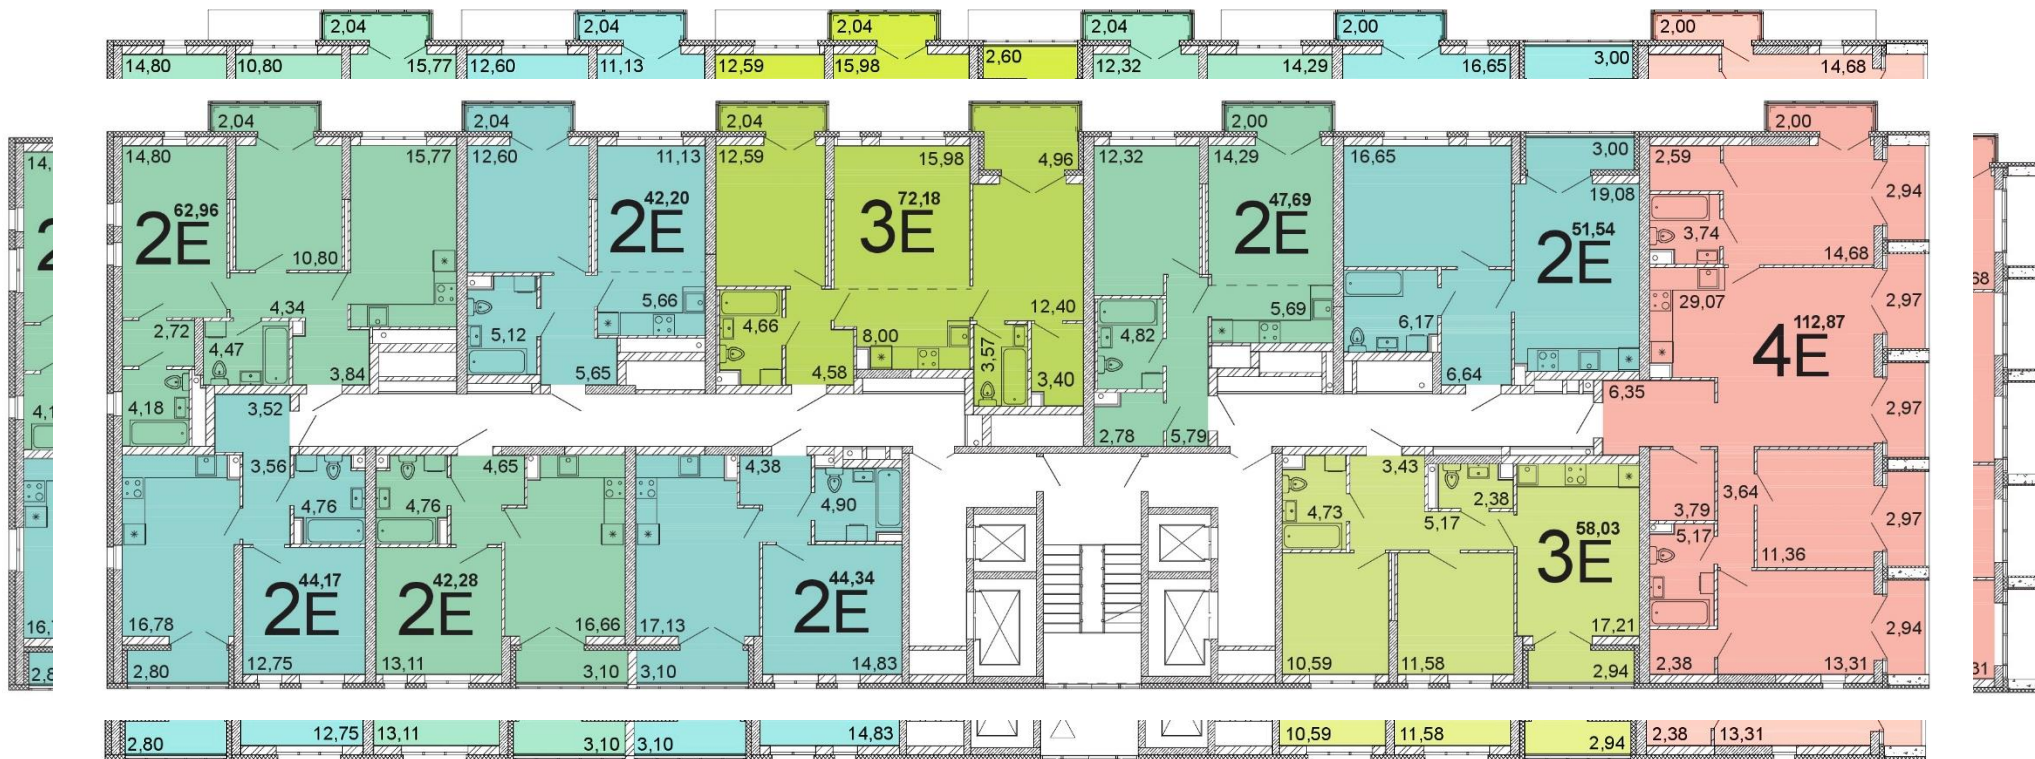 2,04 2,04 2,04 2,04 2,00 2,00
14,80 10,80 15,77 12,60 11,13 12,59 15,98 2,60 12,32 14,29 16,65 3,00 14,68
2,04 2,04 2,04 2,00 2,00
14,80 15,77 12,60 11,13 12,59 15,98 4,96 12,32 14,29 16,65 3,00 2,59
19,08 2,94
2Е 62,96 2Е 42,20 3Е 72,18 2Е 47,69 2Е 51,54 3,74
10,80 14,68
4,34 5,66 12,40 5,69 29,07 2,97
2,72 4,47 5,12 4,66 8,00 3,57 4,82 6,17 4Е 112,87
3,84 5,65 4,58 3,40 6,64
4,18 3,52 2,78 5,79 6,35 2,97
3,56 4,65 4,38 3,43
4,76 4,76 4,90 4,73 2,38 5,17 3,79 3,64 2,97
5,17 11,36
2Е 44,17 2Е 42,28 2Е 44,34 3Е 58,03
16,78 16,66 17,13 17,21 2,94
12,75 13,11 14,83 10,59 11,58 2,38 13,31
2,80 3,10 3,10 2,94
2,80 12,75 13,11 3,10 3,10 14,83 10,59 11,58 2,94 2,38 13,31